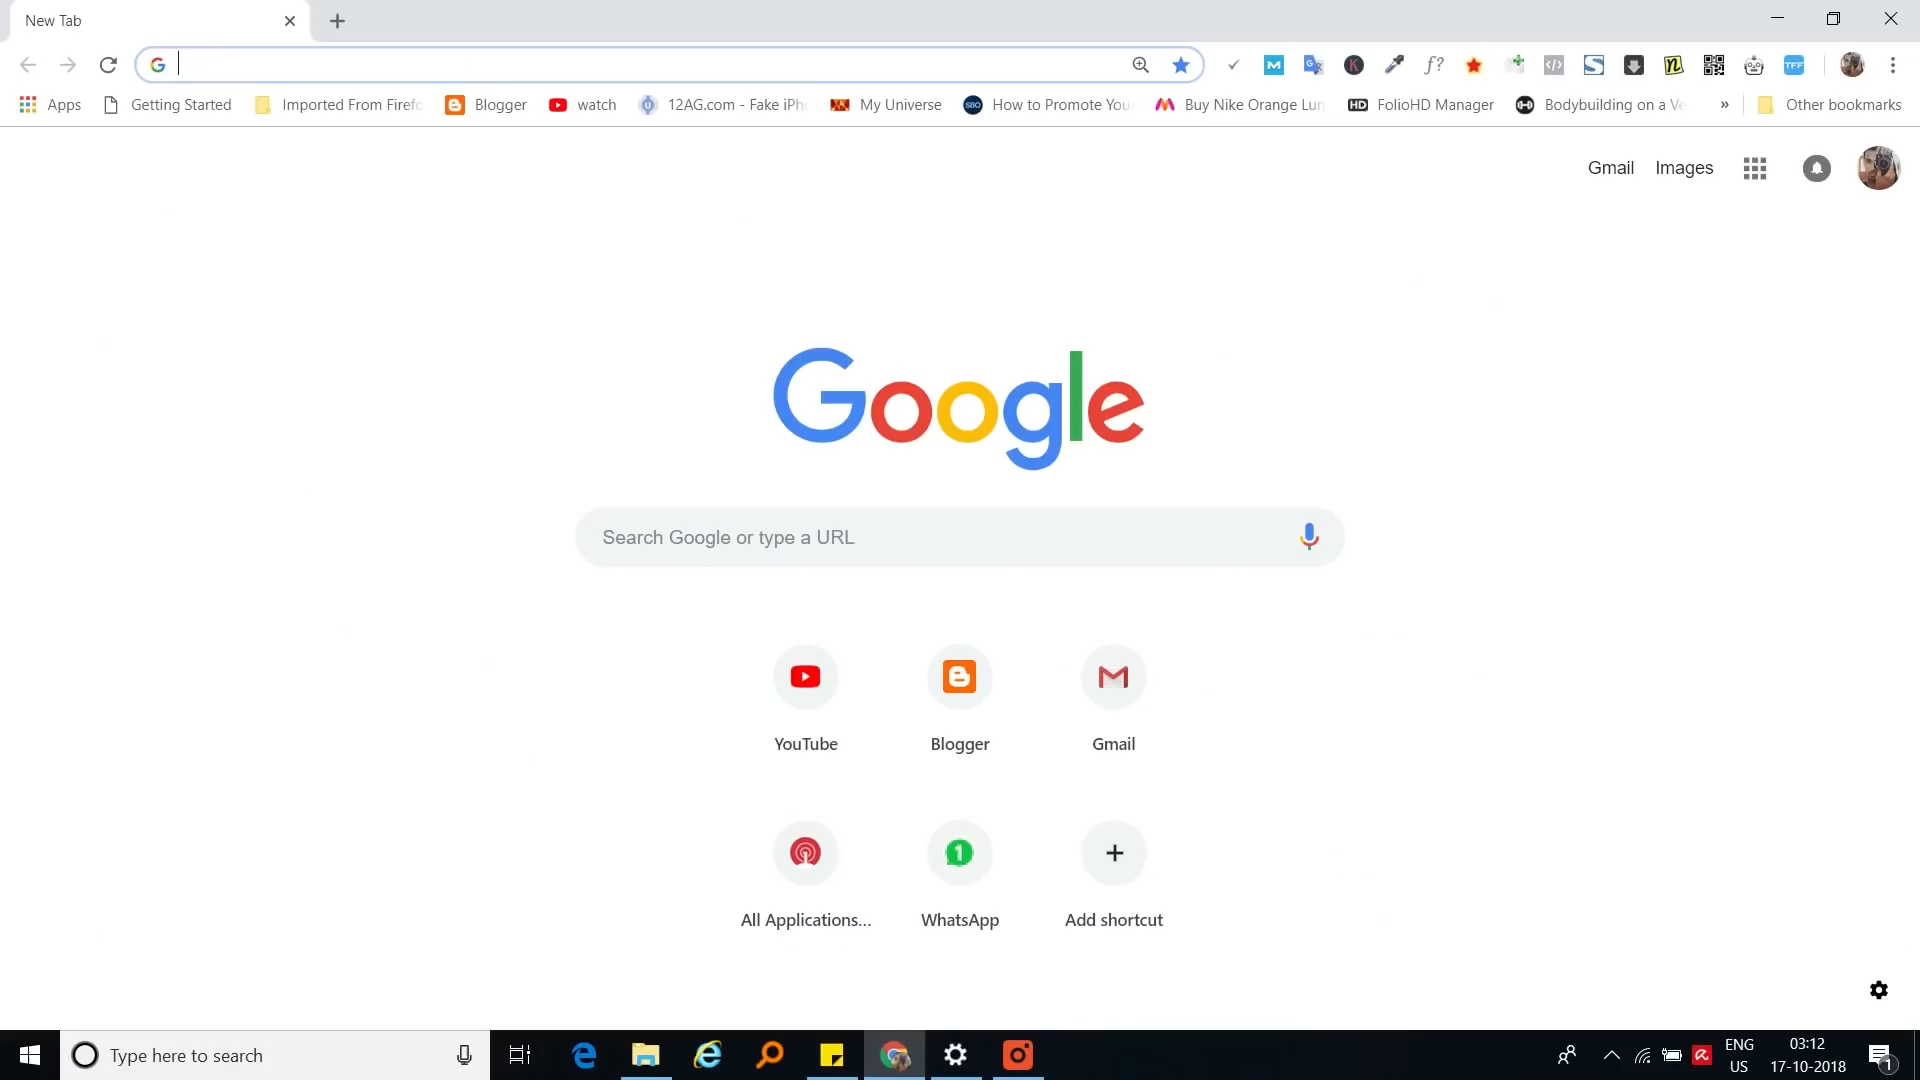 New Tab
Apps Getting Started Imported From Firefo Blogger watch 12AG.com - Fake iPh My Universe How to Promote You Buy Nike Orange Lun FolioHD Manager Bodybuilding on a Ve » Other bookmarks
Gmail Images
Google
Search Google or type a URL
YouTube Blogger Gmail
All Applications... WhatsApp Add shortcut
Type here to search
ENG
US
03:12
17-10-2018
1